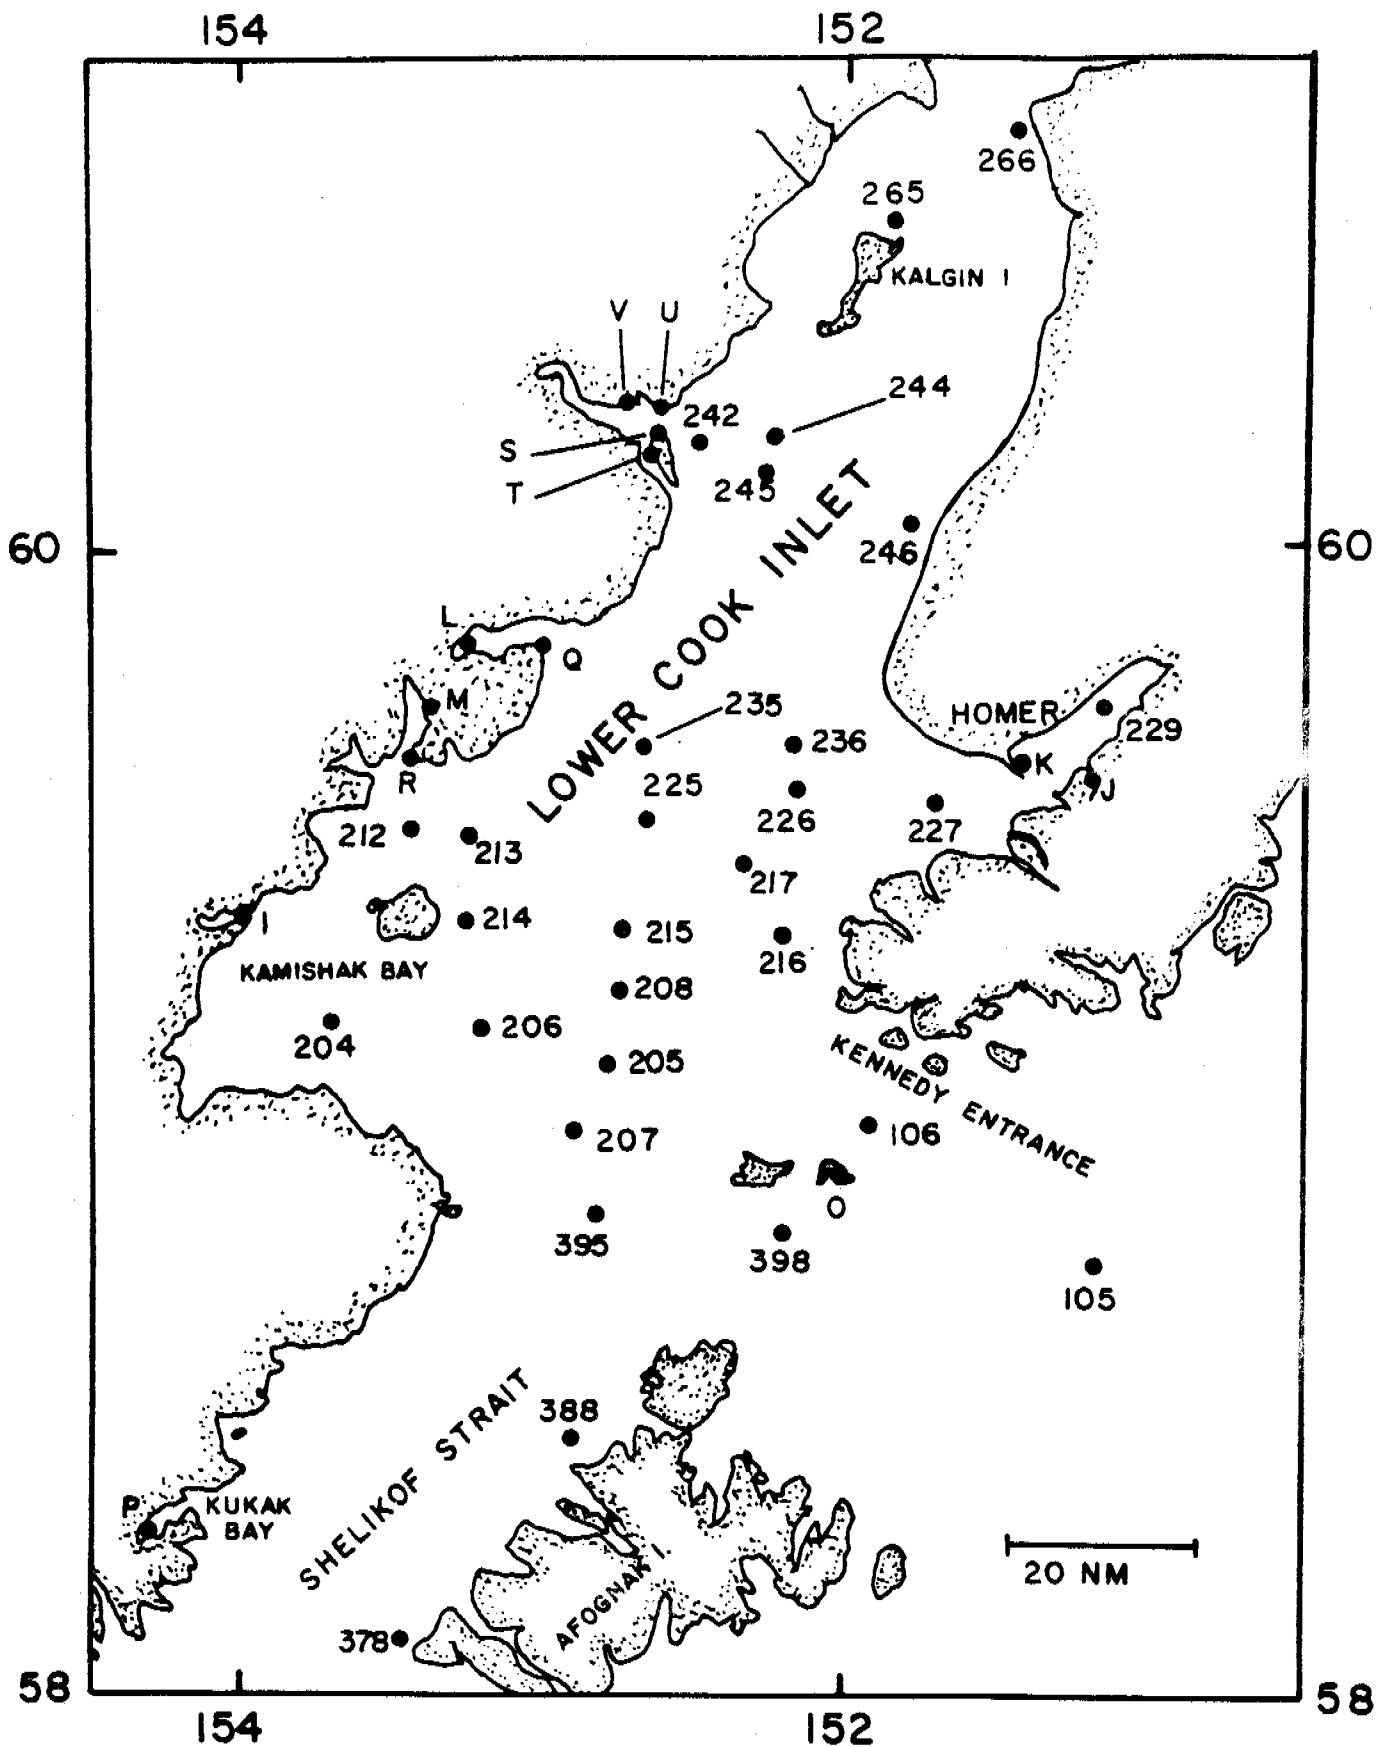 154 152
266
265
KALGIN I
V U
244
242
S
245
T
LOWER COOK INLET
246
60 60
L
Q
M
235
HOMER
229
236
K
R
225
J
226
227
212
213
217
214
I
215
216
KAMISHAK BAY
208
206
204
205
KENNEDY ENTRANCE
106
207
O
395
398
105
SHELIKOF STRAIT
388
P
KUKAK
BAY
20 NM
AFOGNAK I.
378
58 58
154 152